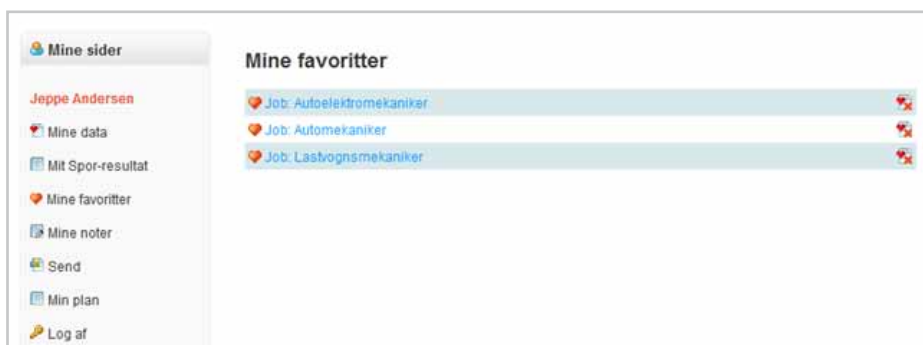 Mine sider
Jeppe Andersen
Mine data
Mit Spor-resultat
Mine favoritter
Mine noter
Send
Min plan
Log af
Mine favoritter
Job: Autoelektromekaniker
Job: Automekaniker
Job: Lastvognsmekaniker